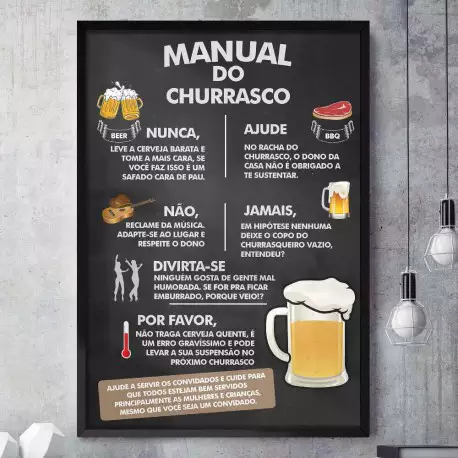 MANUAL
DO
CHURRASCO
BEER
NUNCA,
LEVE A CERVEJA BARATA E
TOME A MAIS CARA, SE
VOCÊ FAZ ISSO É UM
SAFADO CARA DE PAU.
BBQ
AJUDE
NO RACHA DO
CHURRASCO, O DONO DA
CASA NÃO É OBRIGADO A
TE SUSTENTAR.
NÃO,
RECLAME DA MÚSICA.
ADAPTE-SE AO LUGAR E
RESPEITE O DONO
JAMAIS,
EM HIPÓTESE NENHUMA
DEIXE O COPO DO
CHURRASQUEIRO VAZIO,
ENTENDEU?
DIVIRTA-SE
NINGUÉM GOSTA DE GENTE MAL
HUMORADA. SE FOR PRA FICAR
EMBURRADO, PORQUE VEIO!?
POR FAVOR,
NÃO TRAGA CERVEJA QUENTE, É
UM ERRO GRAVÍSSIMO E PODE
LEVAR A SUA SUSPENSÃO NO
PRÓXIMO CHURRASCO
AJUDE A SERVIR OS CONVIDADOS E CUIDE PARA
QUE TODOS ESTEJAM BEM SERVIDOS
PRINCIPALMENTE AS MULHERES E CRIANÇAS,
MESMO QUE VOCÊ SEJA UM CONVIDADO.